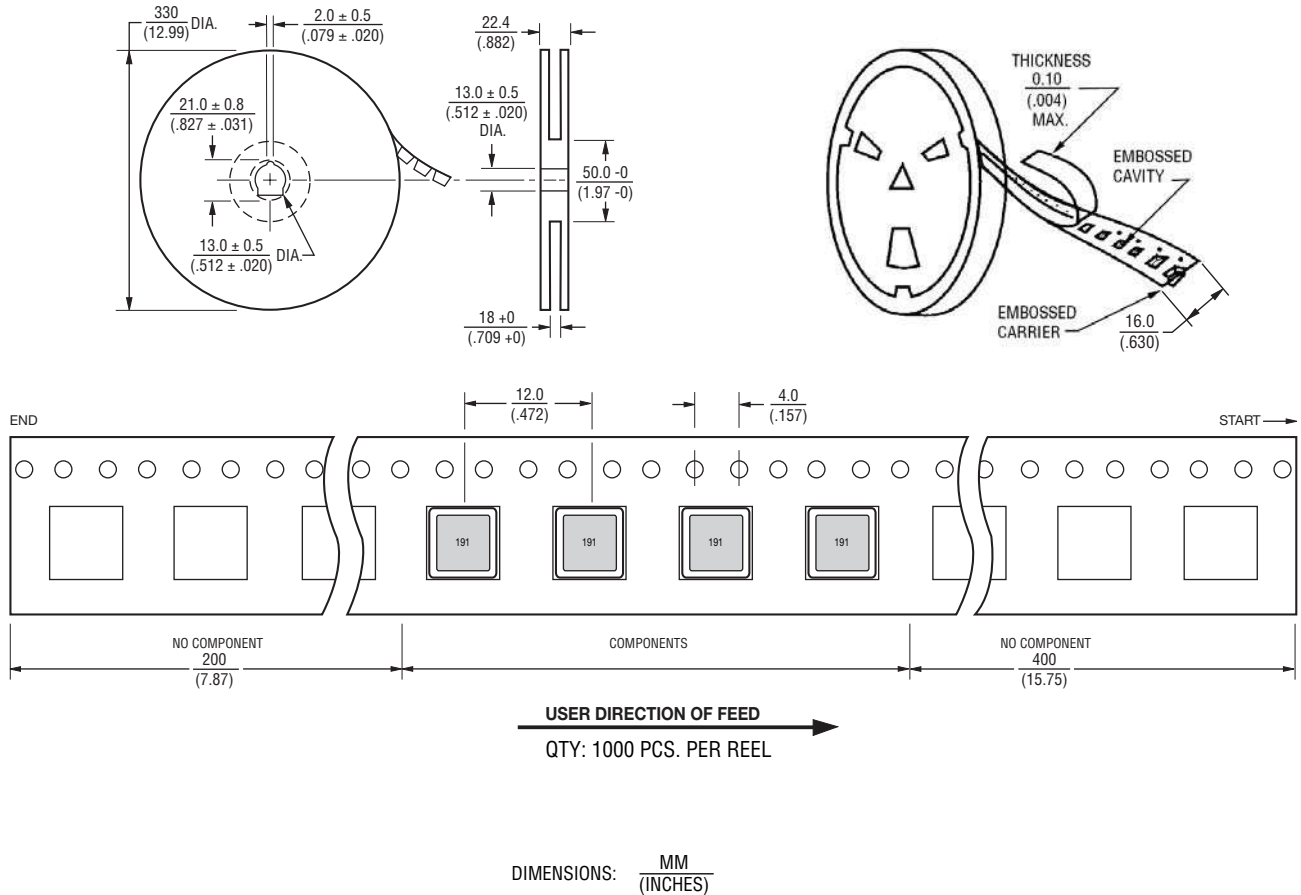 330
(12.99)
DIA.
2.0 ± 0.5
(.079 ± .020)
21.0 ± 0.8
(.827 ± .031)
13.0 ± 0.5
(.512 ± .020)
DIA.
22.4
(.882)
13.0 ± 0.5
(.512 ± .020)
DIA.
50.0 -0
(1.97 -0)
18 +0
(.709 +0)
THICKNESS
0.10
(.004)
MAX.
EMBOSSED
CAVITY
EMBOSSED
CARRIER
16.0
(.630)
END
12.0
(.472)
4.0
(.157)
START
191
191
191
191
NO COMPONENT
200
(7.87)
COMPONENTS
NO COMPONENT
400
(15.75)
USER DIRECTION OF FEED
QTY: 1000 PCS. PER REEL
DIMENSIONS:
MM
(INCHES)